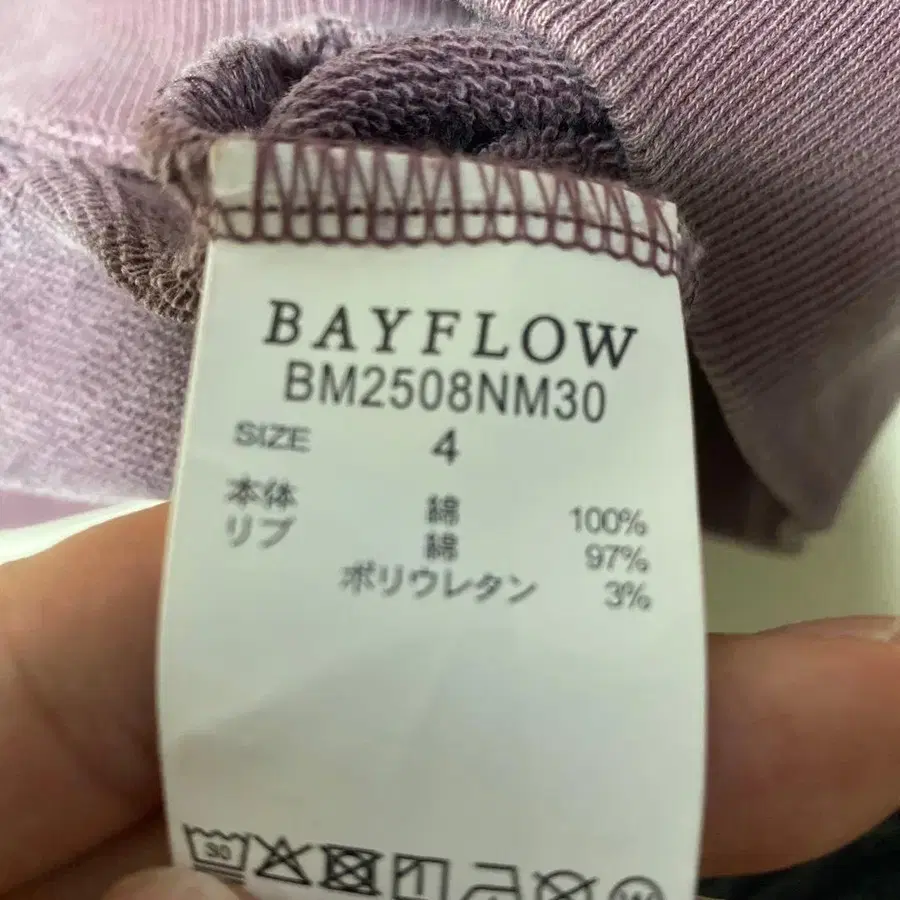 BAYFLOW
BM2508NM30
SIZE 4
本体 綿 100%
リブ 綿 97%
ポリウレタン 3%
30